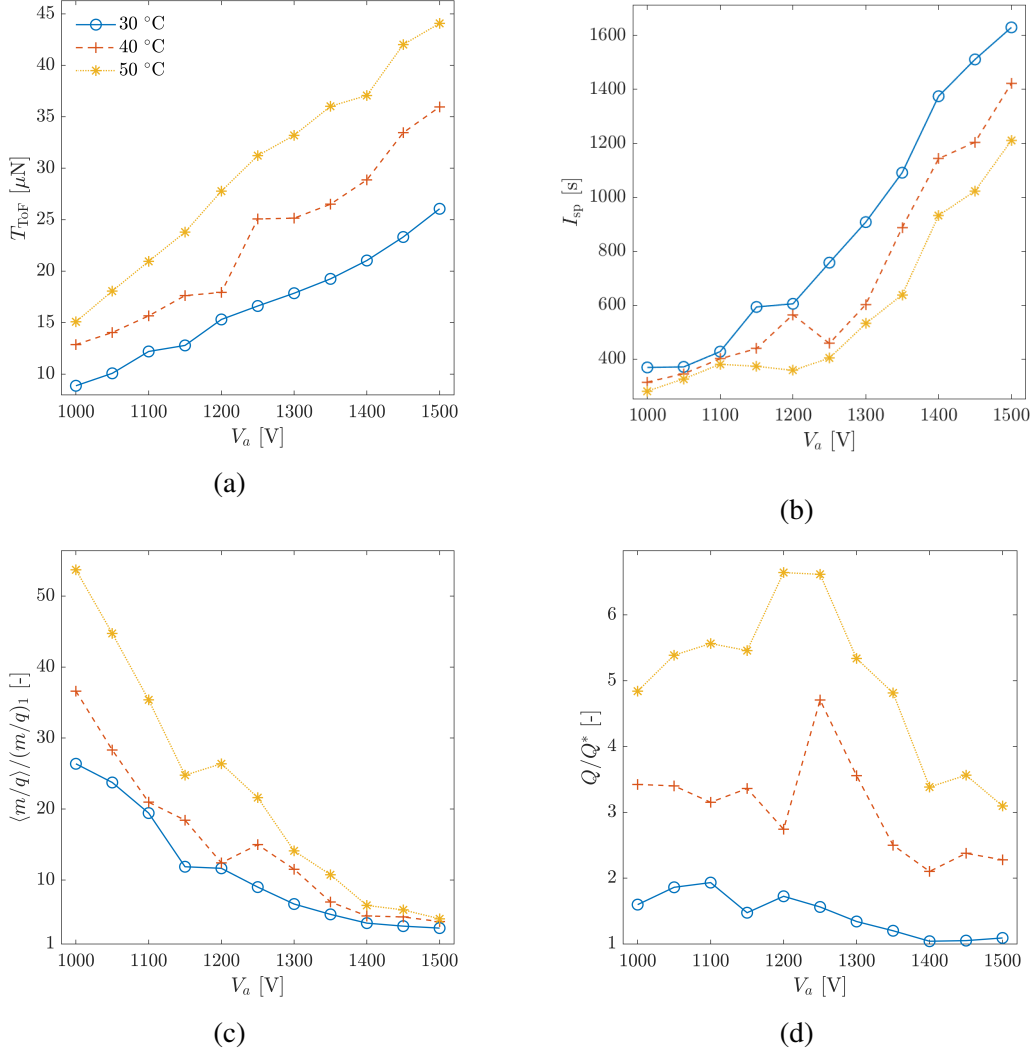 45
40
35
30
25
20
15
10
T_ToF [μN]
30 °C
40 °C
50 °C
1000 1100 1200 1300 1400 1500
V_a [V]
(a)
1600
1400
1200
1000
800
600
400
I_sp [s]
1000 1100 1200 1300 1400 1500
V_a [V]
(b)
50
40
30
20
10
1
⟨m/q⟩/(m/q)_1 [-]
1000 1100 1200 1300 1400 1500
V_a [V]
(c)
6
5
4
3
2
1
Q/Q* [-]
1000 1100 1200 1300 1400 1500
V_a [V]
(d)